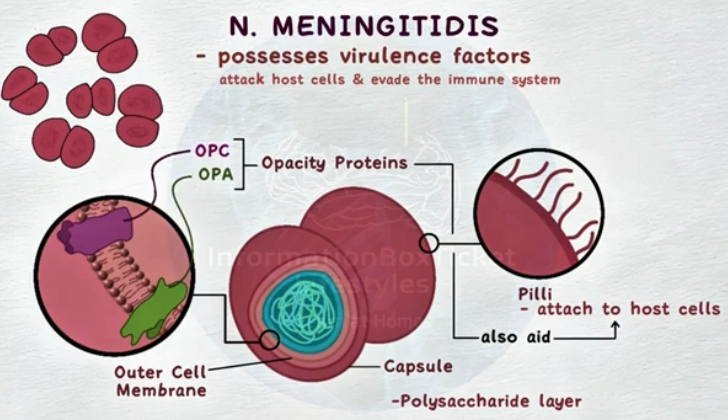 N. MENINGITIDIS
- possesses virulence factors
attack host cells & evade the immune system
OPC
OPA
Opacity Proteins
Pilli
- attach to host cells
also aid
Outer Cell
Membrane
Capsule
-Polysaccharide layer